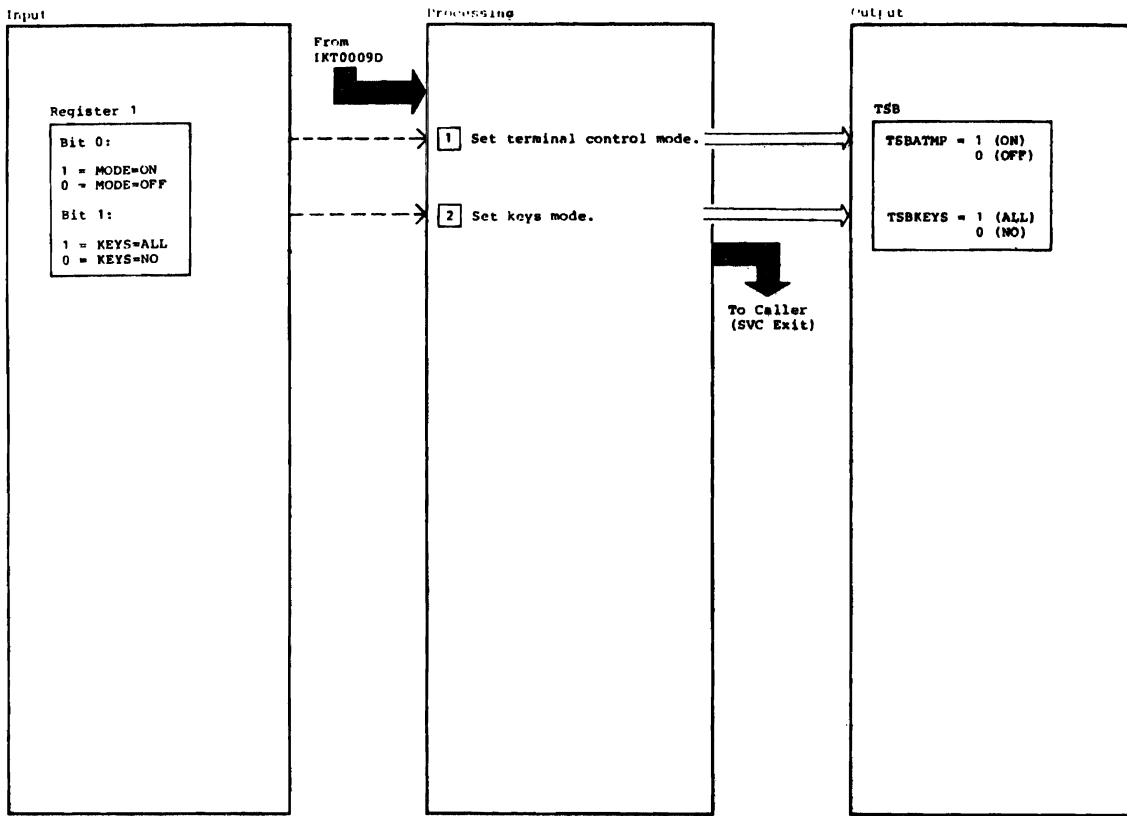 Input
Processing
Output
From
IKT0009D
Register 1
Bit 0:
1 = MODE=ON
0 = MODE=OFF
Bit 1:
1 = KEYS=ALL
0 = KEYS=NO
1 Set terminal control mode.
2 Set keys mode.
To Caller
(SVC Exit)
TSB
TSBATMP = 1 (ON)
0 (OFF)
TSBKEYS = 1 (ALL)
0 (NO)